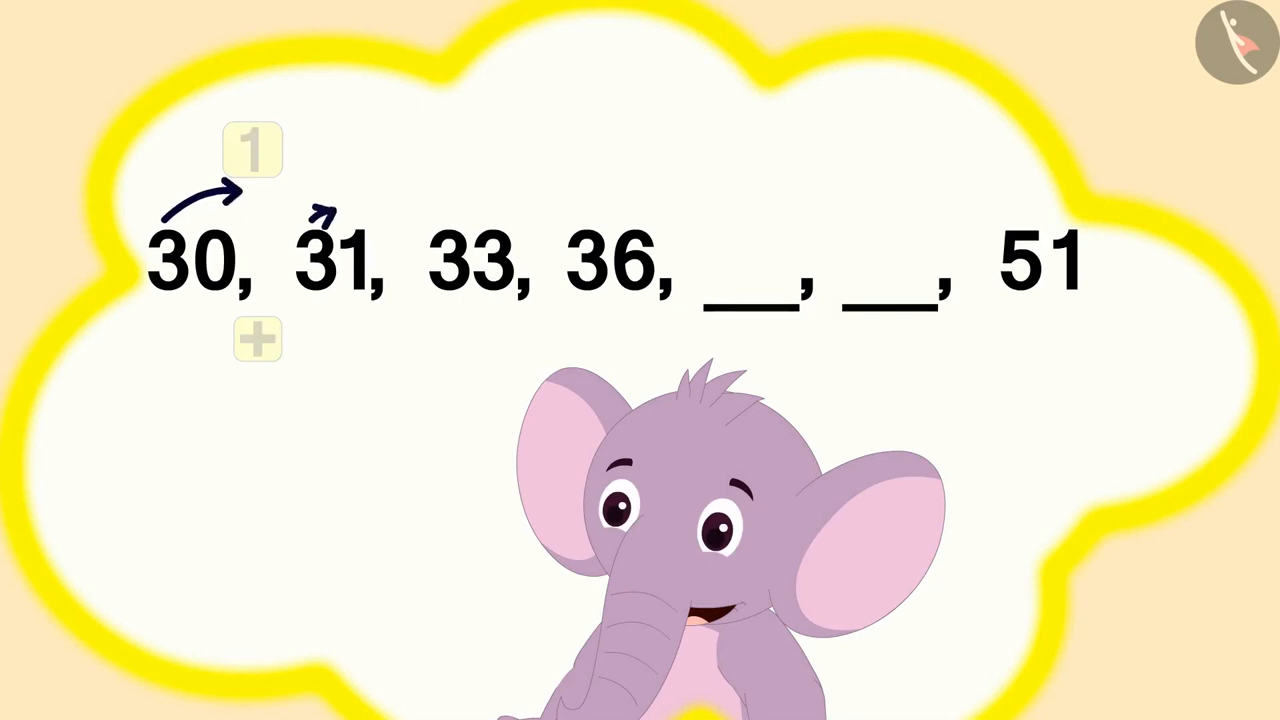 1
30, 31, 33, 36, __, __, 51
+